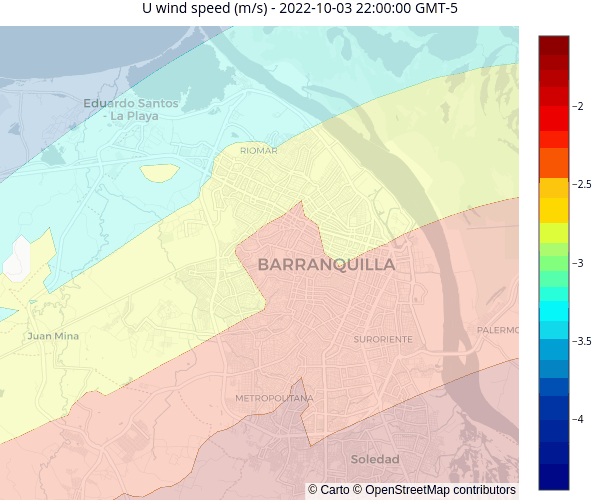 U wind speed (m/s) - 2022-10-03 22:00:00 GMT-5
Eduardo Santos
- La Playa
RIOMAR
BARRANQUILLA
Juan Mina
SURORIENTE
PALERMO
METROPOLITANA
Soledad
© Carto © OpenStreetMap contributors
−2
−2.5
−3
−3.5
−4